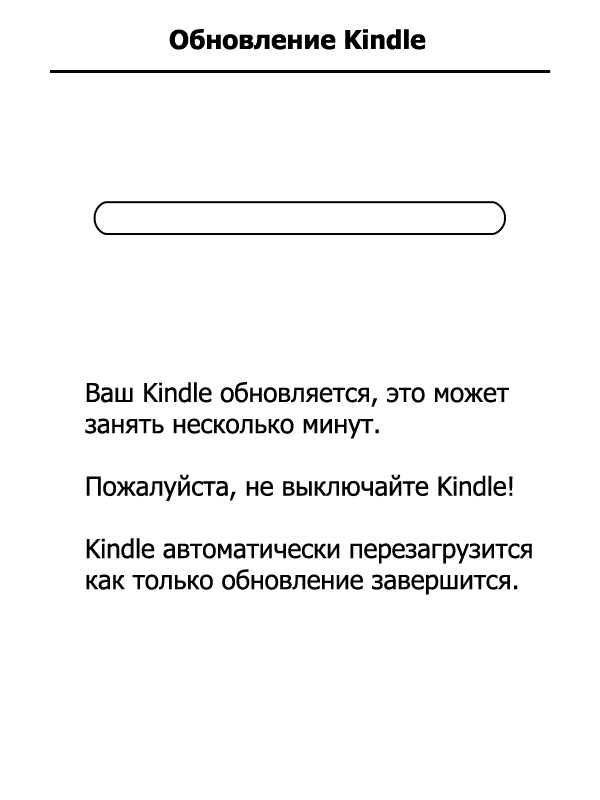 Обновление Kindle
Ваш Kindle обновляется, это может
занять несколько минут.
Пожалуйста, не выключайте Kindle!
Kindle автоматически перезагрузится
как только обновление завершится.